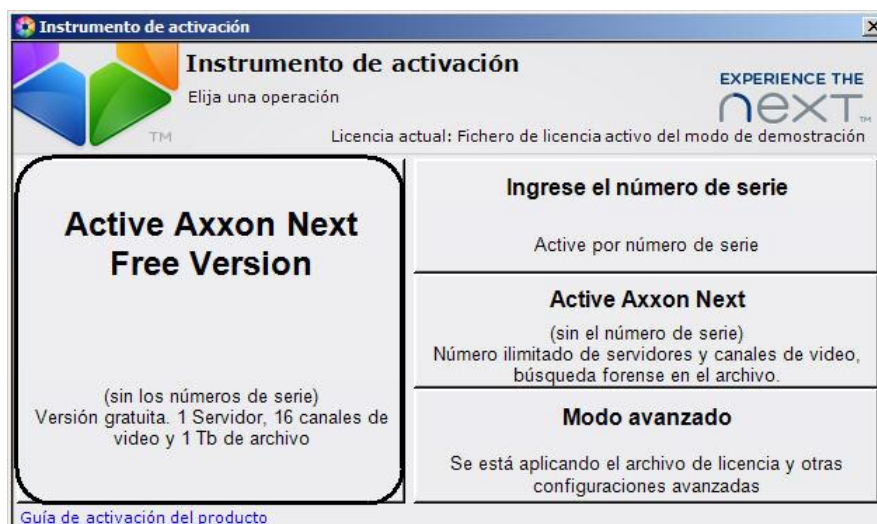 Instrumento de activación
Instrumento de activación
Elija una operación
EXPERIENCE THE
next™
TM
Licencia actual: Fichero de licencia activo del modo de demostración
Active Axxon Next
Free Version
(sin los números de serie)
Versión gratuita. 1 Servidor, 16 canales de
video y 1 Tb de archivo
Ingrese el número de serie
Active por número de serie
Active Axxon Next
(sin el número de serie)
Número ilimitado de servidores y canales de video,
búsqueda forense en el archivo.
Modo avanzado
Se está aplicando el archivo de licencia y otras
configuraciones avanzadas
Guía de activación del producto